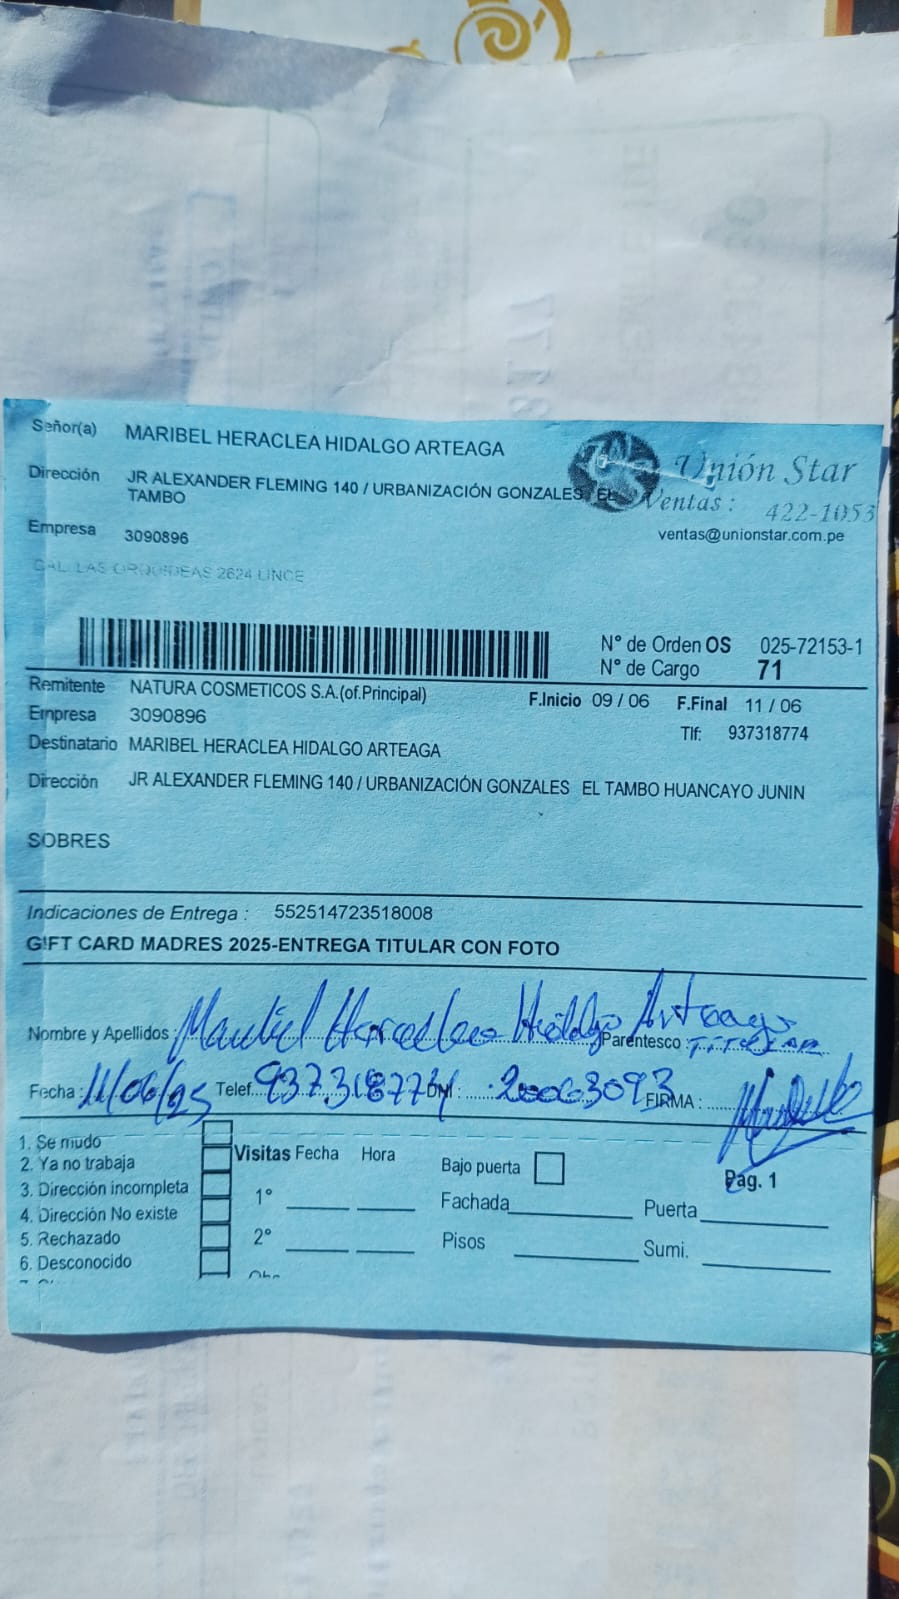 Señor(a) MARIBEL HERACLEA HIDALGO ARTEAGA
Unión Star
Dirección JR ALEXANDER FLEMING 140 / URBANIZACIÓN GONZALES EL
TAMBO
Ventas : 422-1053
Empresa 3090896
ventas@unionstar.com.pe
CAL. LAS ORQUIDEAS 2624 LINCE
N° de Orden OS 025-72153-1
N° de Cargo 71
Remitente NATURA COSMETICOS S.A.(of.Principal)
F.Inicio 09 / 06 F.Final 11 / 06
Empresa 3090896
Tlf: 937318774
Destinatario MARIBEL HERACLEA HIDALGO ARTEAGA
Dirección JR ALEXANDER FLEMING 140 / URBANIZACIÓN GONZALES EL TAMBO HUANCAYO JUNIN
SOBRES
Indicaciones de Entrega : 552514723518008
GIFT CARD MADRES 2025-ENTREGA TITULAR CON FOTO
Nombre y Apellidos : Maribel Heraclea Hidalgo Arteaga Parentesco : TITULAR
Fecha : 11/06/25 Telef. 937318774 DNI : 20063093 FIRMA :
1. Se mudo
2. Ya no trabaja
3. Dirección incompleta
4. Dirección No existe
5. Rechazado
6. Desconocido
Visitas Fecha Hora
1°
2°
Bajo puerta
Pag. 1
Fachada Puerta
Pisos Sumi.